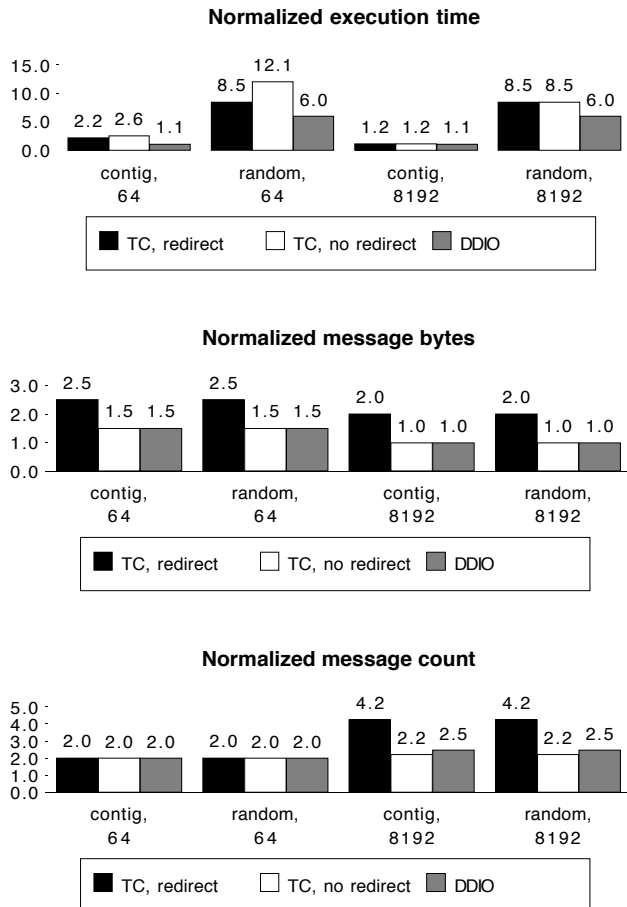 Normalized execution time
15.0
10.0
5.0
0.0
2.2 2.6 1.1
8.5 12.1 6.0
1.2 1.2 1.1
8.5 8.5 6.0
contig, 64
random, 64
contig, 8192
random, 8192
TC, redirect TC, no redirect DDIO
Normalized message bytes
3.0
2.0
1.0
0.0
2.5 1.5 1.5
2.5 1.5 1.5
2.0 1.0 1.0
2.0 1.0 1.0
contig, 64
random, 64
contig, 8192
random, 8192
TC, redirect TC, no redirect DDIO
Normalized message count
5.0
4.0
3.0
2.0
1.0
0.0
2.0 2.0 2.0
2.0 2.0 2.0
4.2 2.2 2.5
4.2 2.2 2.5
contig, 64
random, 64
contig, 8192
random, 8192
TC, redirect TC, no redirect DDIO